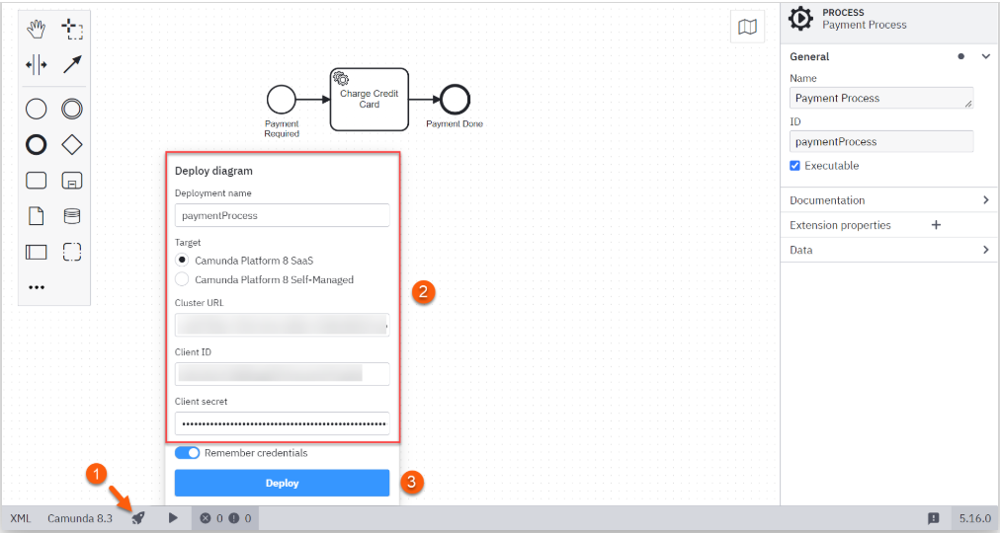 PROCESS
Payment Process
General
Name
Payment Process
ID
paymentProcess
Executable
Documentation
Extension properties
Data
Charge Credit
Card
Payment
Required
Payment Done
Deploy diagram
Deployment name
paymentProcess
Target
Camunda Platform 8 SaaS
Camunda Platform 8 Self-Managed
Cluster URL
Client ID
Client secret
Remember credentials
Deploy
1
2
3
XML Camunda 8.3 0 0 5.16.0